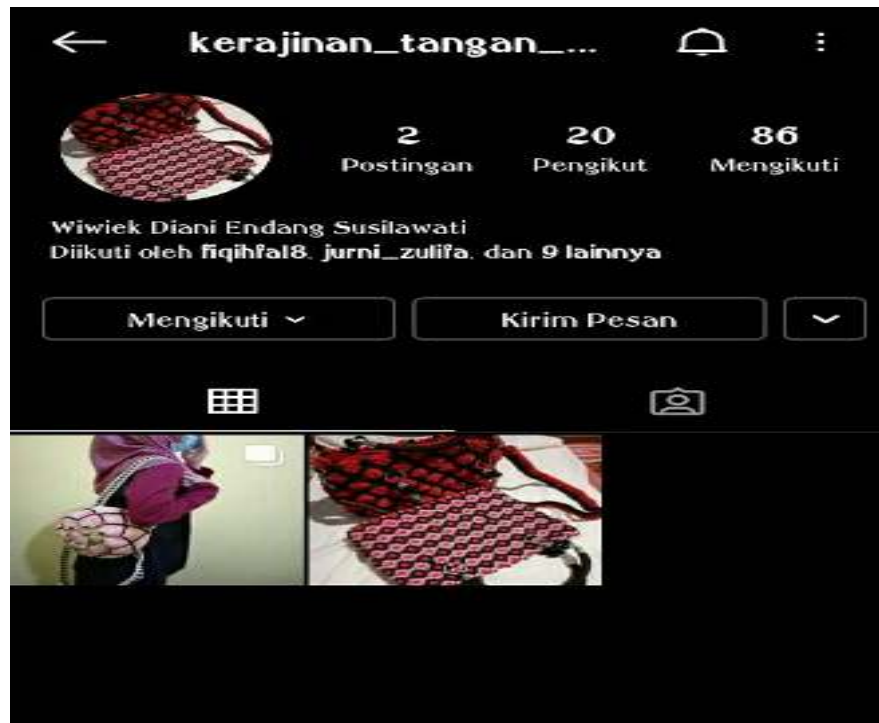 kerajinan_tangan_...
2 20 86
Postingan Pengikut Mengikuti
Wiwiek Diani Endang Susilawati
Diikuti oleh fiqihfal8, jurni_zulifa, dan 9 lainnya
Mengikuti Kirim Pesan